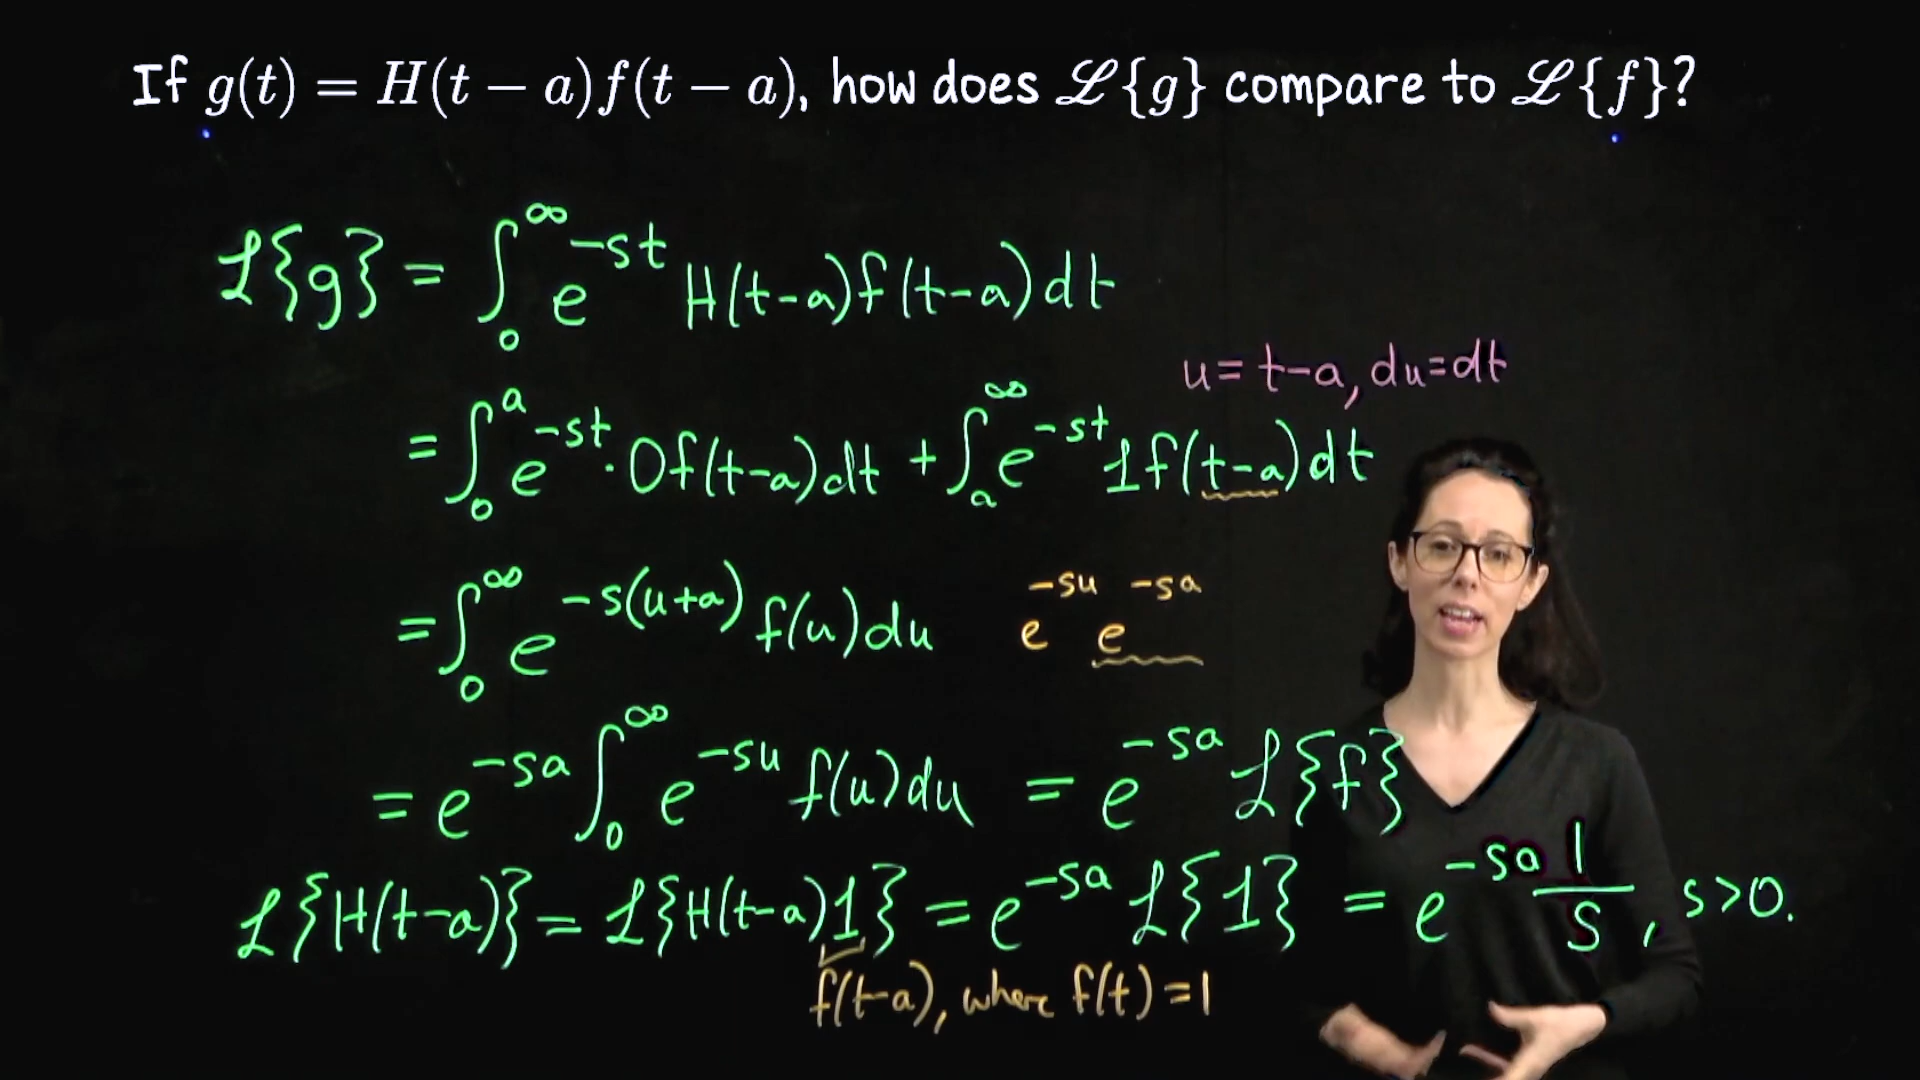 If g(t) = H(t − a)f(t − a), how does ℒ{g} compare to ℒ{f}?
ℒ{g} = ∫₀^∞ e^{-st} H(t-a)f(t-a)dt
u = t-a, du=dt
= ∫₀^a e^{-st}·0f(t-a)dt + ∫_a^∞ e^{-st}1f(t-a)dt
= ∫₀^∞ e^{-s(u+a)} f(u)du e^{-su} e^{-sa}
= e^{-sa} ∫₀^∞ e^{-su} f(u)du = e^{-sa} ℒ{f}
ℒ{H(t-a)} = ℒ{H(t-a)1} = e^{-sa} ℒ{1} = e^{-sa} 1/s, s>0.
f(t-a), where f(t)=1